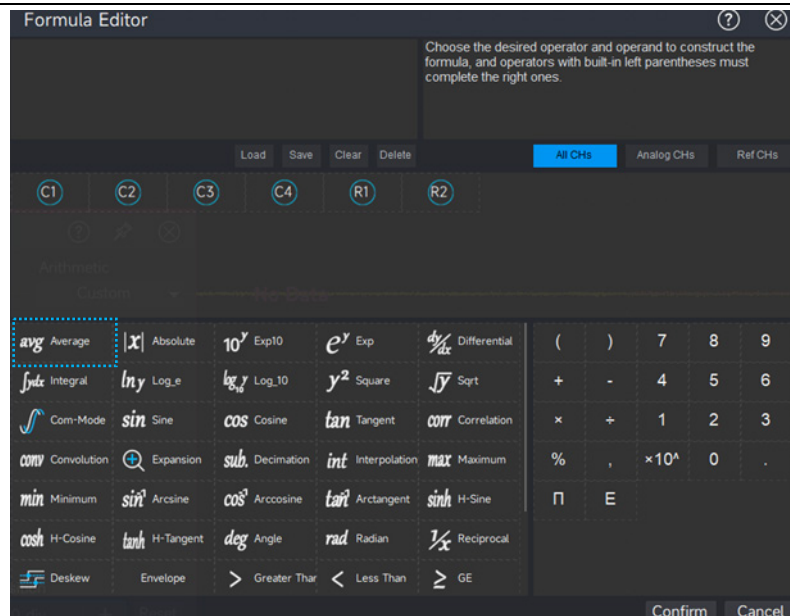 Formula Editor ?
Choose the desired operator and operand to construct the
formula, and operators with built-in left parentheses must
complete the right ones.
Load Save Clear Delete All CHs Analog CHs Ref CHs
C1 C2 C3 C4 R1 R2
Arithmetic
Custom
No Data
avg Average |x| Absolute 10^y Exp10 e^y Exp dy/dx Differential ( ) 7 8 9
∫ydx Integral ln y Log_e log₁₀y Log_10 y² Square √y Sqrt + - 4 5 6
Com-Mode sin Sine cos Cosine tan Tangent corr Correlation × ÷ 1 2 3
conv Convolution Expansion sub. Decimation int Interpolation max Maximum % , ×10^ 0 .
min Minimum sin⁻¹ Arcsine cos⁻¹ Arccosine tan⁻¹ Arctangent sinh H-Sine Π E
cosh H-Cosine tanh H-Tangent deg Angle rad Radian 1/x Reciprocal
Deskew Envelope > Greater Thar < Less Than ≥ GE
Reset
Confirm Cancel